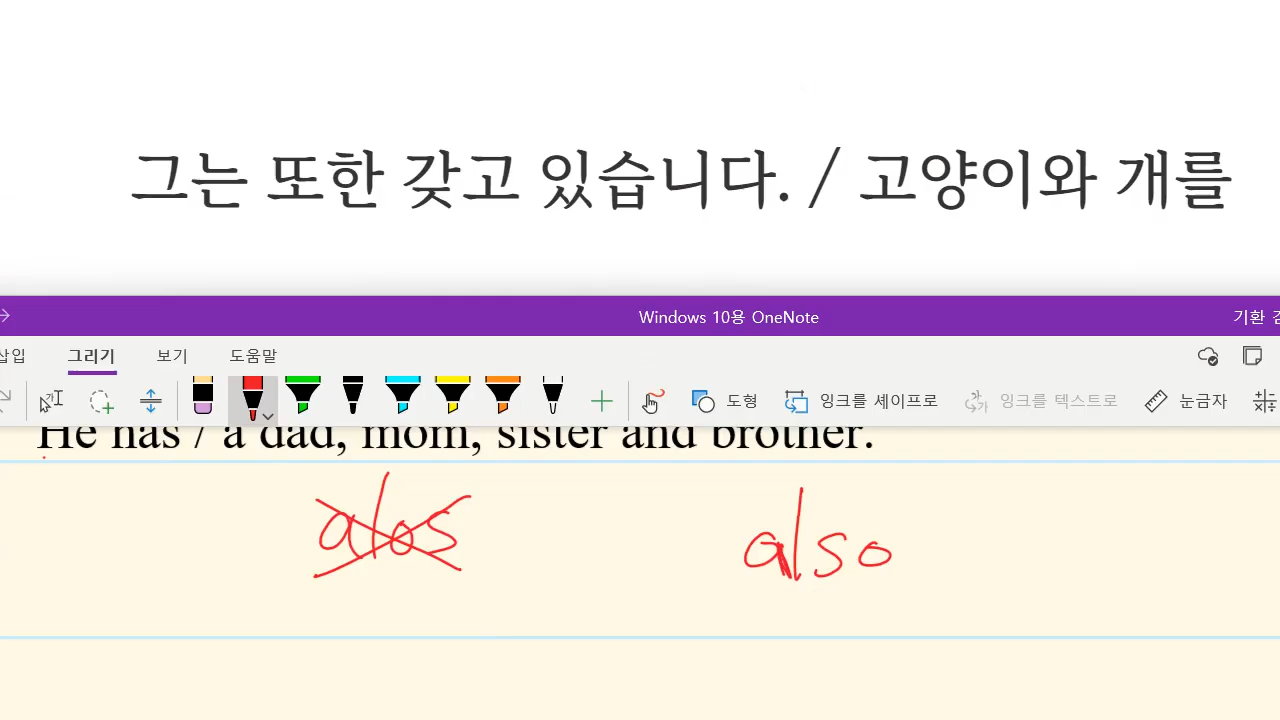 그는 또한 갖고 있습니다. / 고양이와 개를
Windows 10용 OneNote
기환
삽입 그리기 보기 도움말
도형 잉크를 셰이프로 잉크를 텍스트로 눈금자
He has / a dad, mom, sister and brother.
alos also